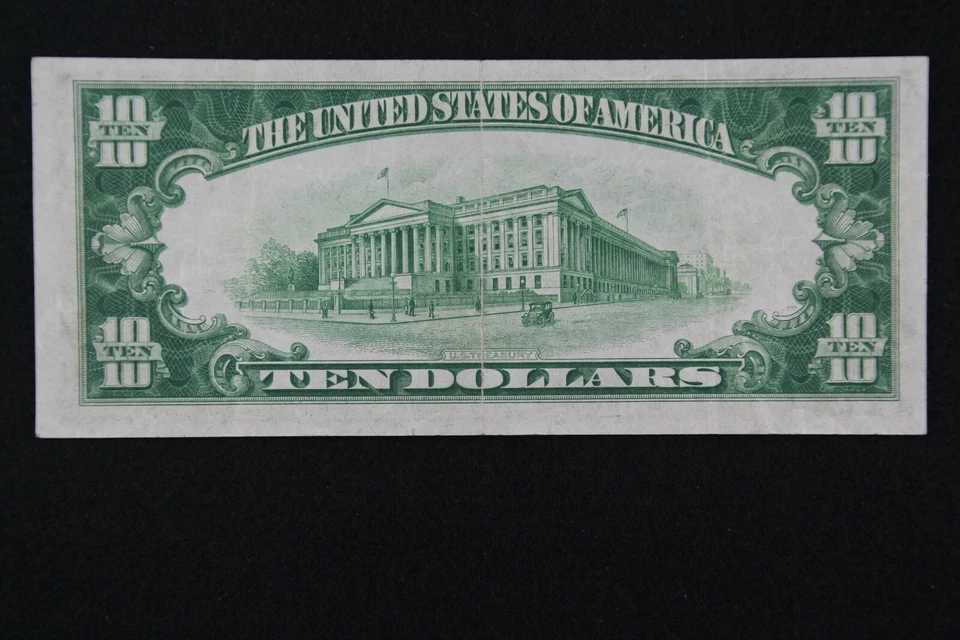 10 TEN 10
THE UNITED STATES OF AMERICA
10 TEN 10
U.S. TREASURY
10 TEN 10
TEN DOLLARS
10 TEN 10